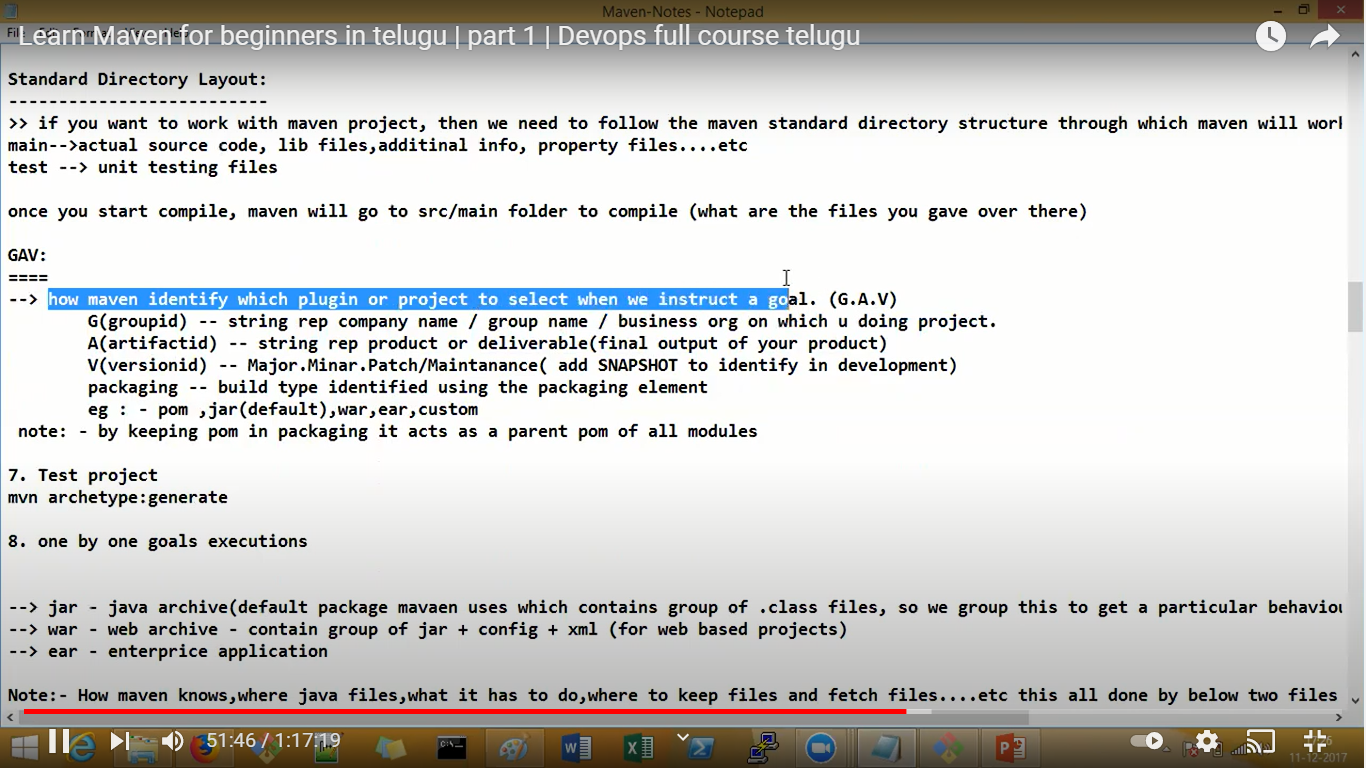 Maven-Notes - Notepad
Learn Maven for beginners in telugu | part 1 | Devops full course telugu
Standard Directory Layout:
--------------------------
>> if you want to work with maven project, then we need to follow the maven standard directory structure through which maven will work
main-->actual source code, lib files,additinal info, property files....etc
test --> unit testing files
once you start compile, maven will go to src/main folder to compile (what are the files you gave over there)
GAV:
====
--> how maven identify which plugin or project to select when we instruct a goal. (G.A.V)
G(groupid) -- string rep company name / group name / business org on which u doing project.
A(artifactid) -- string rep product or deliverable(final output of your product)
V(versionid) -- Major.Minar.Patch/Maintanance( add SNAPSHOT to identify in development)
packaging -- build type identified using the packaging element
eg : - pom ,jar(default),war,ear,custom
note: - by keeping pom in packaging it acts as a parent pom of all modules
7. Test project
mvn archetype:generate
8. one by one goals executions
--> jar - java archive(default package mavaen uses which contains group of .class files, so we group this to get a particular behaviou
--> war - web archive - contain group of jar + config + xml (for web based projects)
--> ear - enterprice application
Note:- How maven knows,where java files,what it has to do,where to keep files and fetch files....etc this all done by below two files
51:46 / 1:17:19
11-12-2017